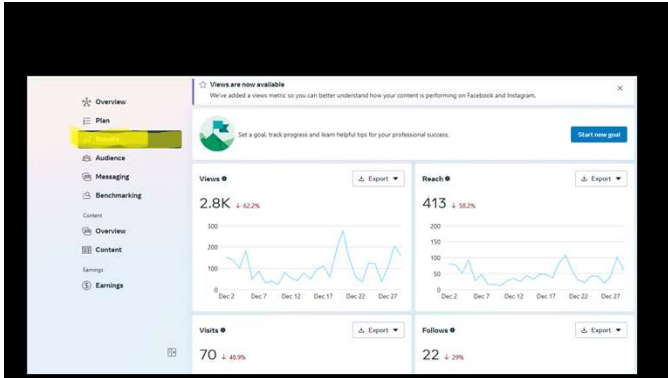 Views are now available
We've added a views metric so you can better understand how your content is performing on Facebook and Instagram.
Overview
Plan
Results
Audience
Messaging
Benchmarking
Content
Overview
Content
Earnings
Earnings
Set a goal, track progress and learn helpful tips for your professional success.
Start new goal
Views
Export
2.8K ↓ 62.2%
300
200
100
0
Dec 2 Dec 7 Dec 12 Dec 17 Dec 22 Dec 27
Reach
Export
413 ↓ 58.2%
200
150
100
50
0
Dec 2 Dec 7 Dec 12 Dec 17 Dec 22 Dec 27
Visits
Export
70 ↓ 48.9%
Follows
Export
22 ↓ 29%